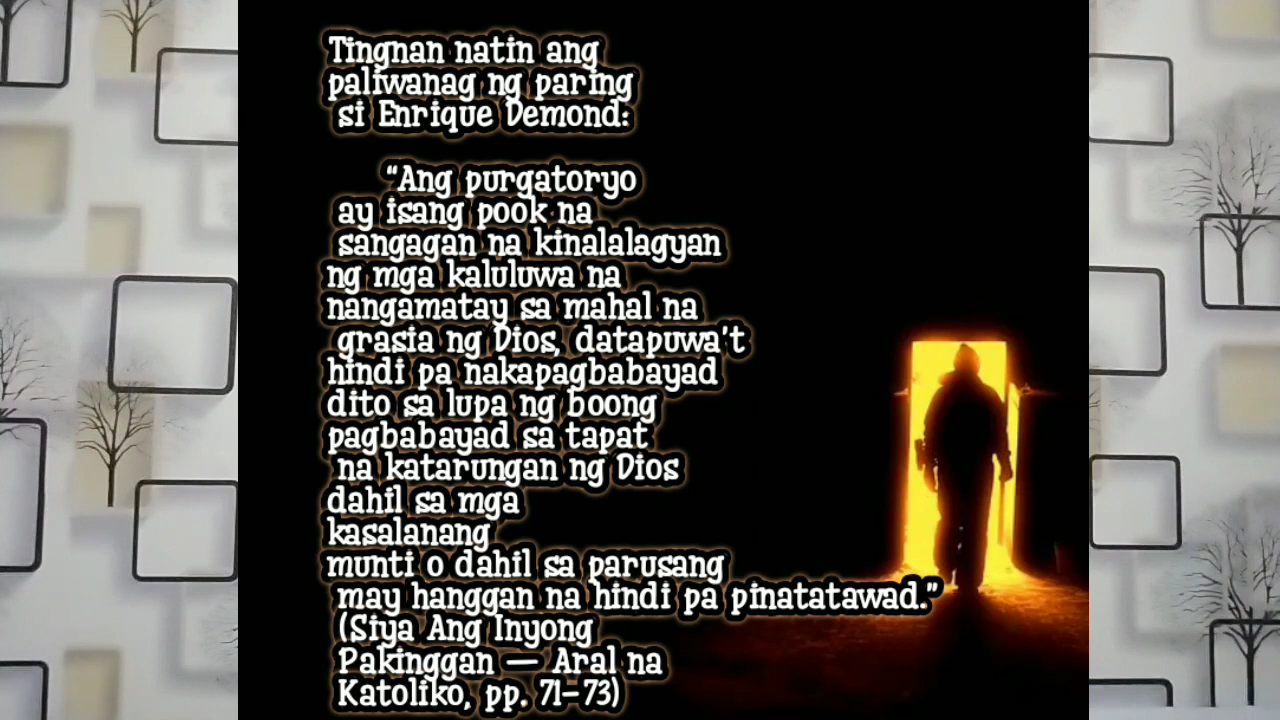 Tingnan natin ang
paliwanag ng paring
si Enrique Demond:
“Ang purgatoryo
ay isang pook na
sangagan na kinalalagyan
ng mga kaluluwa na
nangamatay sa mahal na
grasia ng Dios, datapuwa't
hindi pa nakapagbabayad
dito sa lupa ng boong
pagbabayad sa tapat
na katarungan ng Dios
dahil sa mga
kasalanang
munti o dahil sa parusang
may hanggan na hindi pa pinatatawad.”
(Siya Ang Inyong
Pakinggan — Aral na
Katoliko, pp. 71–73)